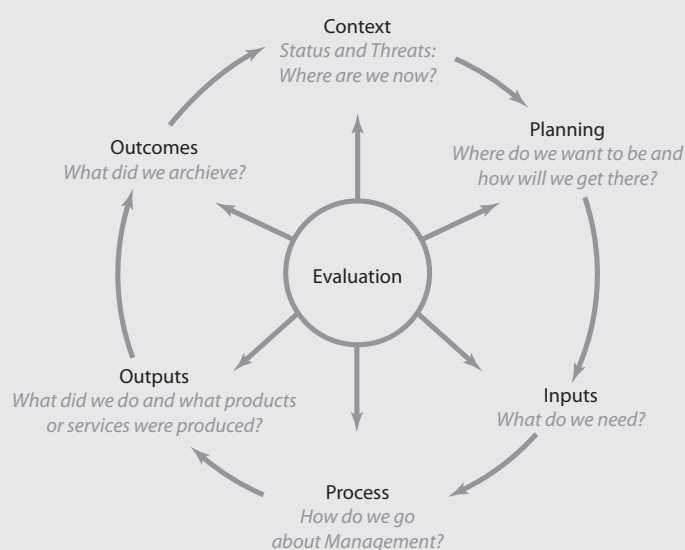 Context
Status and Threats:
Where are we now?
Planning
Where do we want to be and
how will we get there?
Inputs
What do we need?
Process
How do we go
about Management?
Outputs
What did we do and what products
or services were produced?
Outcomes
What did we archieve?
Evaluation